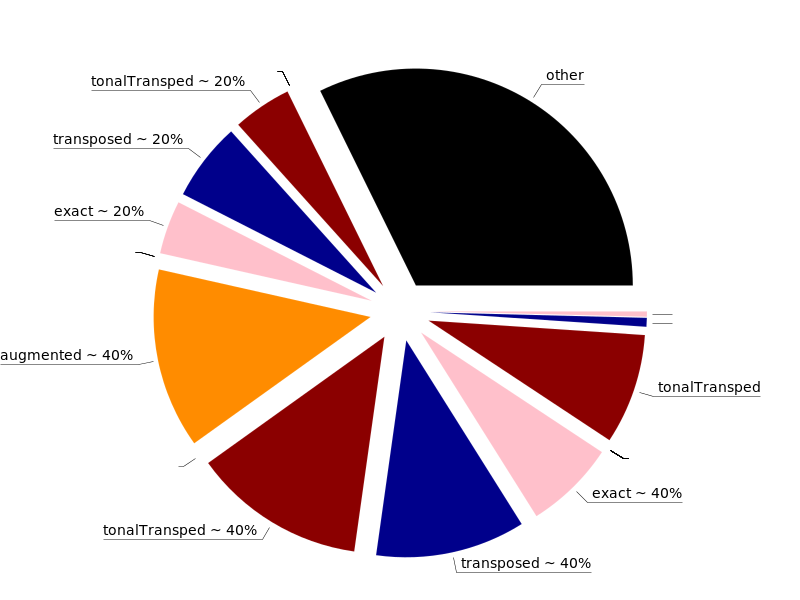 other
tonalTransped ~ 20%
transposed ~ 20%
exact ~ 20%
augmented ~ 40%
tonalTransped
exact ~ 40%
tonalTransped ~ 40%
transposed ~ 40%